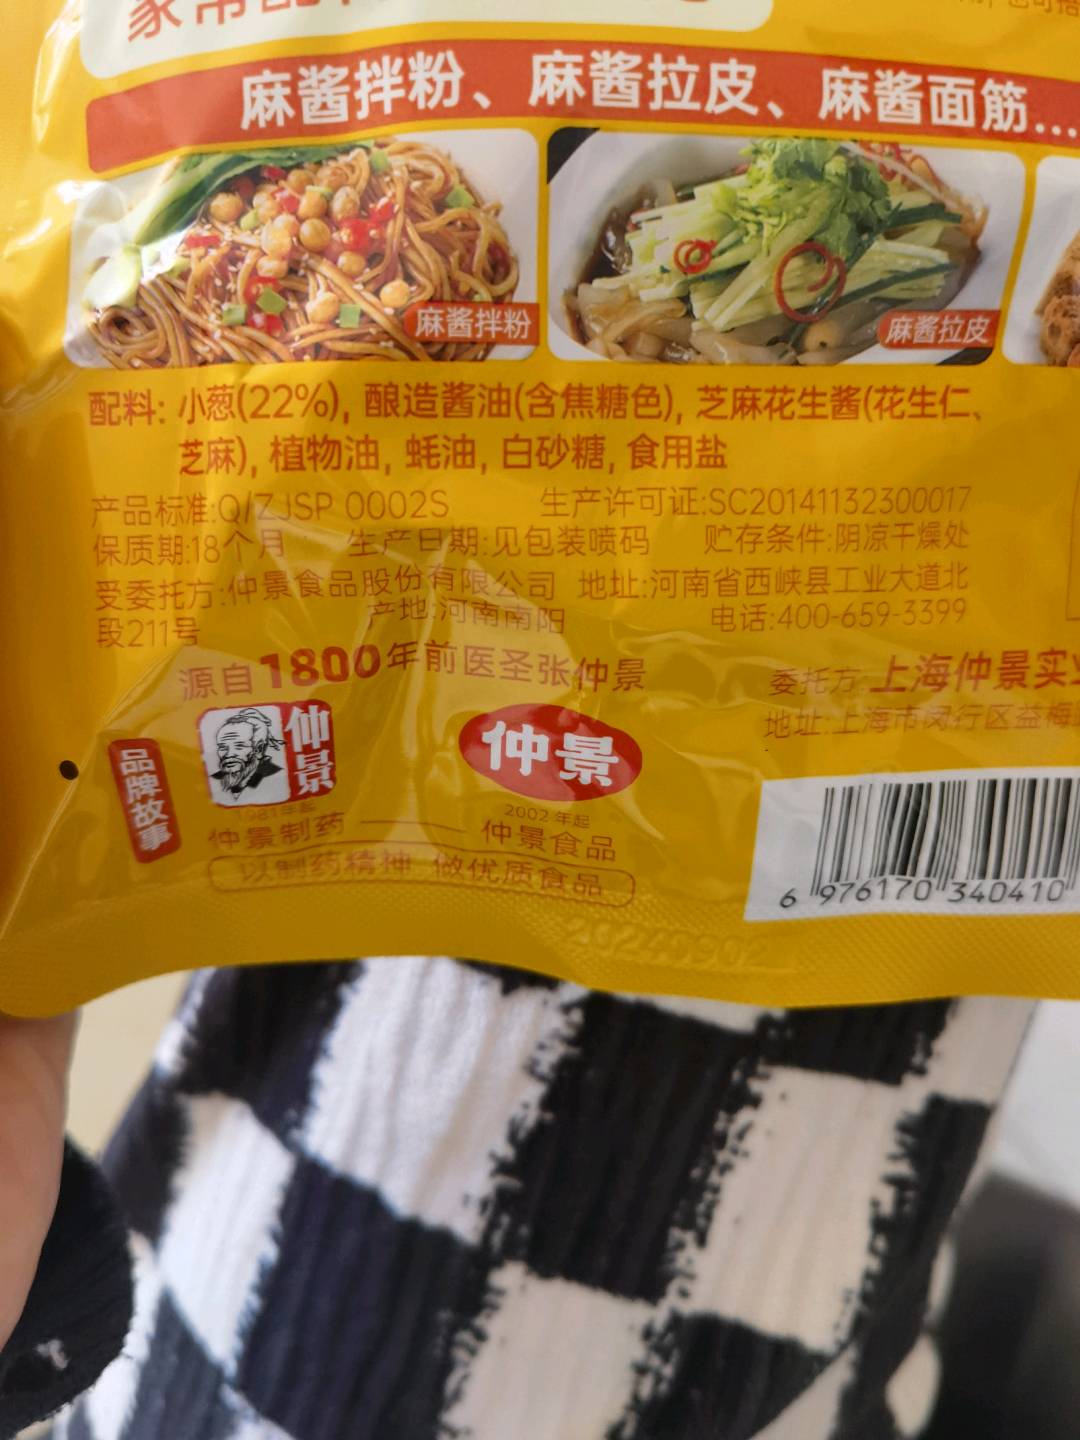 麻酱拌粉、麻酱拉皮、麻酱面筋...
麻酱拌粉
麻酱拉皮
配料: 小葱(22%), 酿造酱油(含焦糖色), 芝麻花生酱(花生仁、
芝麻), 植物油, 蚝油, 白砂糖, 食用盐
产品标准:Q/ZJSP 0002S 生产许可证:SC20141132300017
保质期:18个月 生产日期:见包装喷码 贮存条件:阴凉干燥处
受委托方:仲景食品股份有限公司 地址:河南省西峡县工业大道北
段211号 产地:河南南阳 电话:400-659-3399
源自1800年前医圣张仲景
委托方:上海仲景实业
地址:上海市闵行区益梅
品牌故事
仲景
1981年起
仲景制药
仲景
2002年起
仲景食品
以制药精神 做优质食品
6 976170 340410
20240902